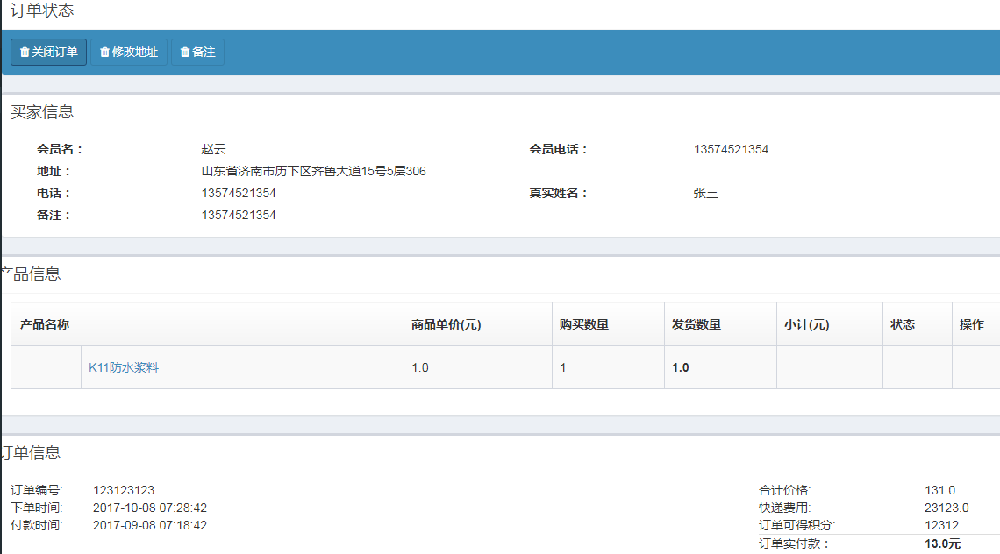 订单状态
关闭订单 修改地址 备注
买家信息
会员名： 赵云 会员电话： 13574521354
地址： 山东省济南市历下区齐鲁大道15号5层306
电话： 13574521354 真实姓名： 张三
备注： 13574521354
产品信息
产品名称 商品单价(元) 购买数量 发货数量 小计(元) 状态 操作
K11防水浆料 1.0 1 1.0
订单信息
订单编号: 123123123 合计价格: 131.0
下单时间: 2017-10-08 07:28:42 快递费用: 23123.0
付款时间: 2017-09-08 07:18:42 订单可得积分: 12312
订单实付款： 13.0元